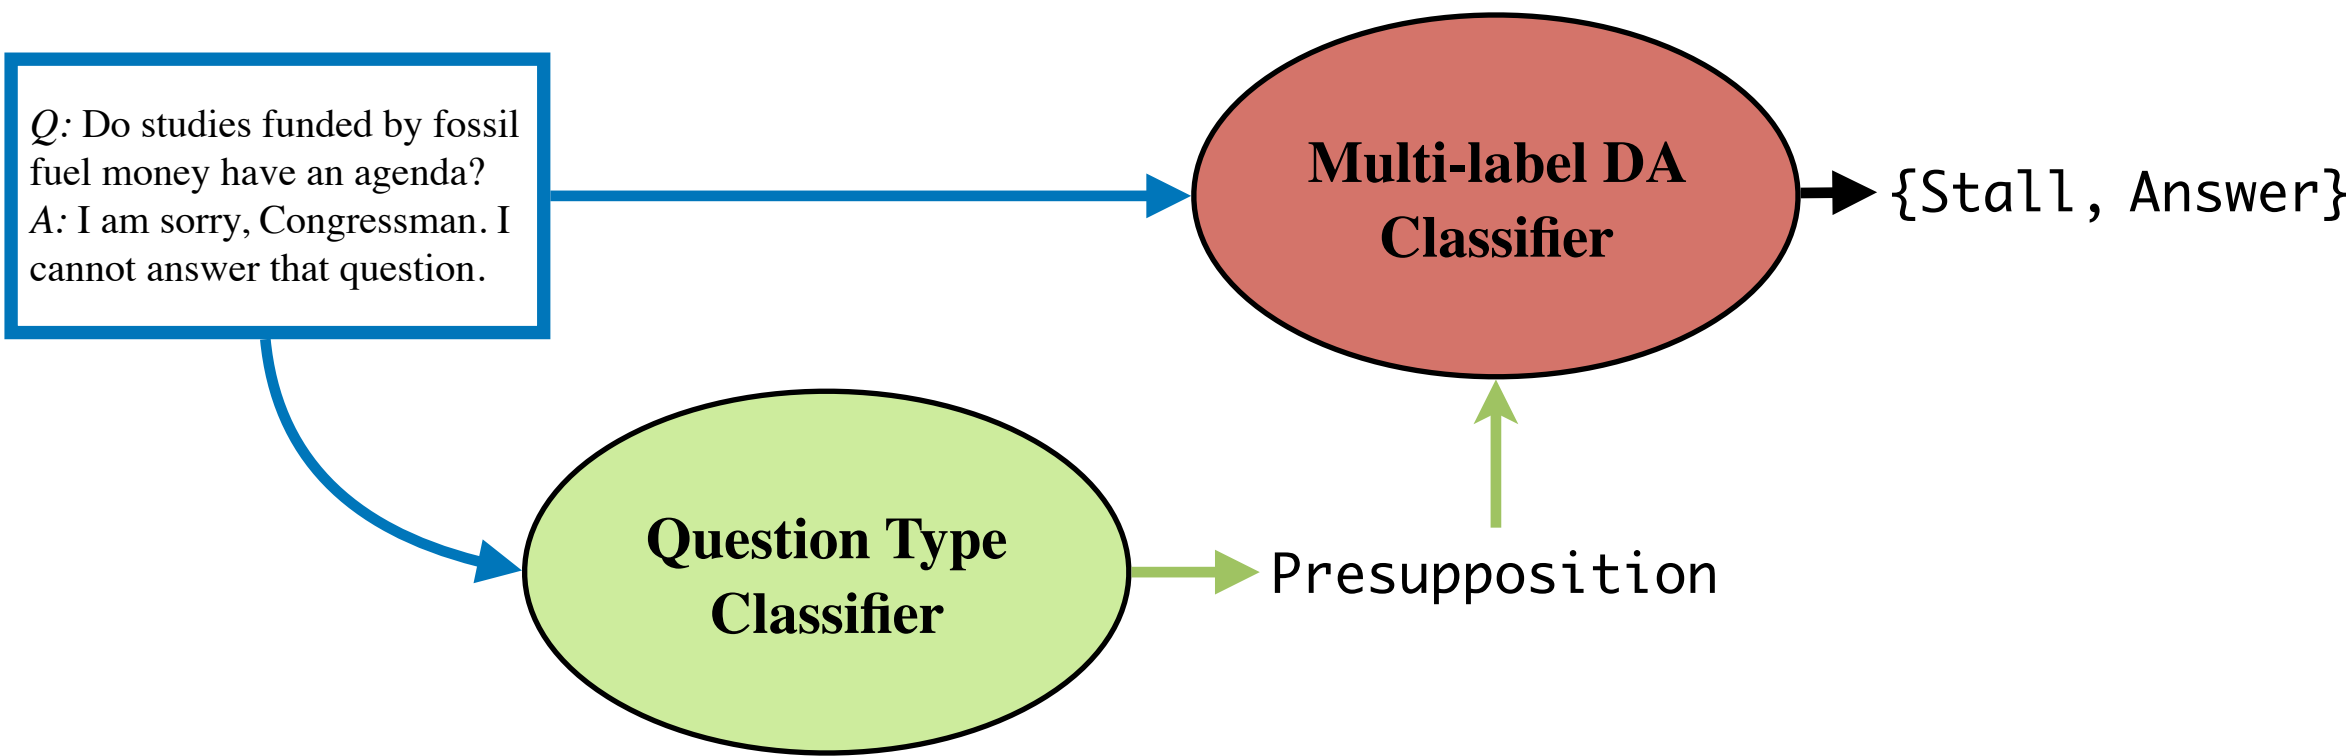 Q: Do studies funded by fossil
fuel money have an agenda?
A: I am sorry, Congressman. I
cannot answer that question.
Multi-label DA
Classifier
{Stall, Answer}
Question Type
Classifier
Presupposition